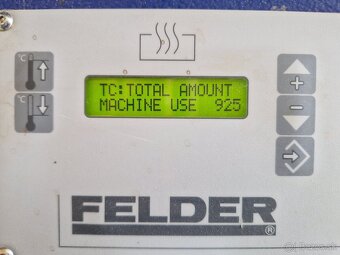 °C
°C
TC:TOTAL AMOUNT
MACHINE USE 925
+
−
FELDER®